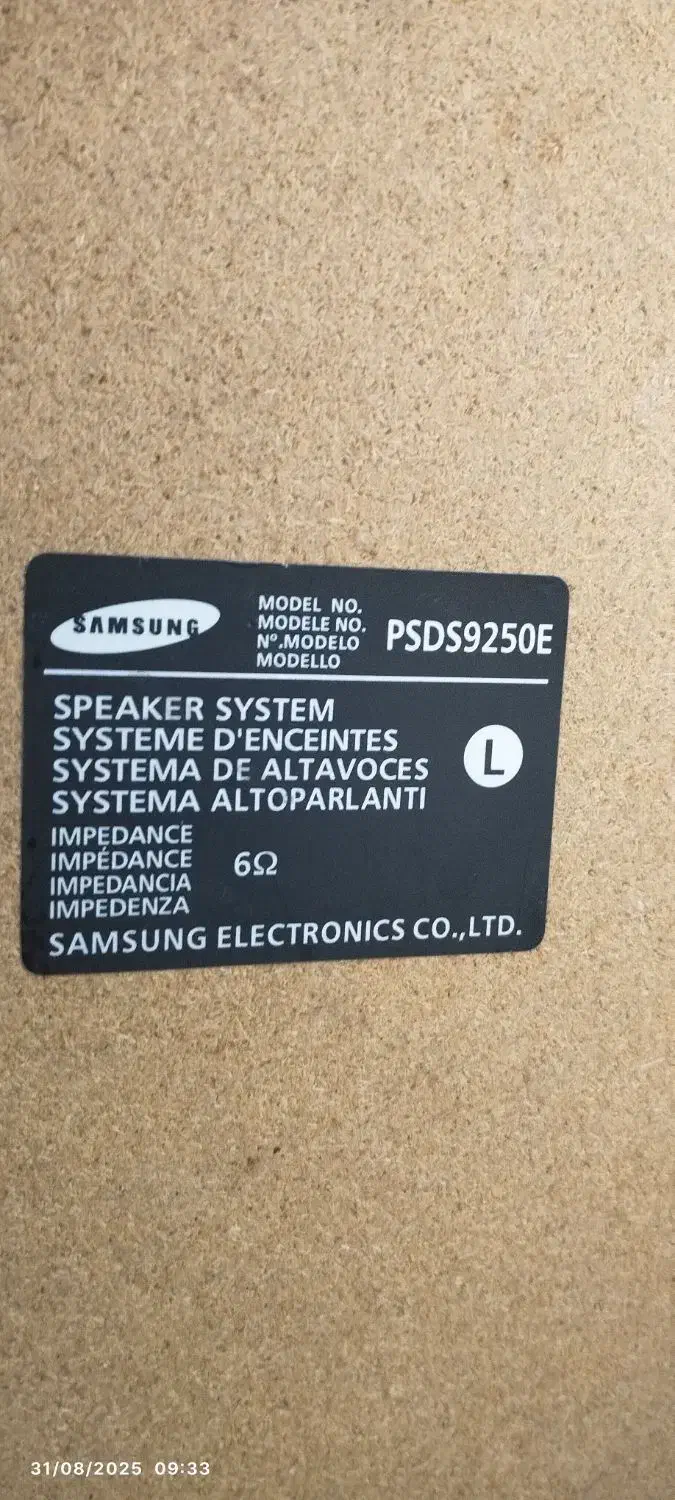 SAMSUNG
MODEL NO.
MODELE NO.
Nº.MODELO
MODELLO
PSDS9250E
SPEAKER SYSTEM
SYSTEME D'ENCEINTES
SYSTEMA DE ALTAVOCES
SYSTEMA ALTOPARLANTI
L
IMPEDANCE
IMPÉDANCE
IMPEDANCIA
IMPEDENZA
6Ω
SAMSUNG ELECTRONICS CO.,LTD.
31/08/2025 09:33